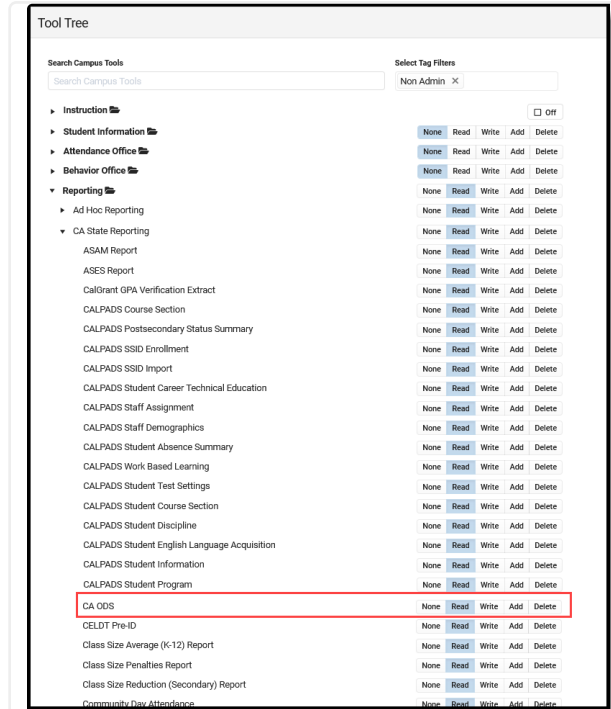 Tool Tree
Search Campus Tools Select Tag Filters
Search Campus Tools Non Admin ×
Instruction Off
Student Information None Read Write Add Delete
Attendance Office None Read Write Add Delete
Behavior Office None Read Write Add Delete
Reporting None Read Write Add Delete
Ad Hoc Reporting None Read Write Add Delete
CA State Reporting None Read Write Add Delete
ASAM Report None Read Write Add Delete
ASES Report None Read Write Add Delete
CalGrant GPA Verification Extract None Read Write Add Delete
CALPADS Course Section None Read Write Add Delete
CALPADS Postsecondary Status Summary None Read Write Add Delete
CALPADS SSID Enrollment None Read Write Add Delete
CALPADS SSID Import None Read Write Add Delete
CALPADS Student Career Technical Education None Read Write Add Delete
CALPADS Staff Assignment None Read Write Add Delete
CALPADS Staff Demographics None Read Write Add Delete
CALPADS Student Absence Summary None Read Write Add Delete
CALPADS Work Based Learning None Read Write Add Delete
CALPADS Student Test Settings None Read Write Add Delete
CALPADS Student Course Section None Read Write Add Delete
CALPADS Student Discipline None Read Write Add Delete
CALPADS Student English Language Acquisition None Read Write Add Delete
CALPADS Student Information None Read Write Add Delete
CALPADS Student Program None Read Write Add Delete
CA ODS None Read Write Add Delete
CELDT Pre-ID None Read Write Add Delete
Class Size Average (K-12) Report None Read Write Add Delete
Class Size Penalties Report None Read Write Add Delete
Class Size Reduction (Secondary) Report None Read Write Add Delete
Community Day Attendance None Read Write Add Delete